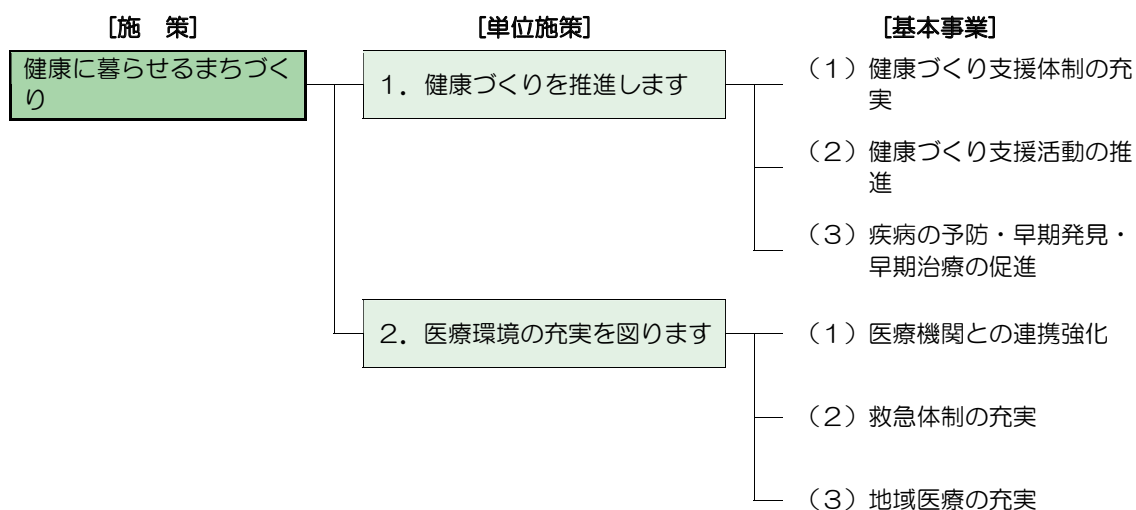 [施　策]
[単位施策]
[基本事業]
健康に暮らせるまちづく
り
１．健康づくりを推進します
（１）健康づくり支援体制の充
実
（２）健康づくり支援活動の推
進
（３）疾病の予防・早期発見・
早期治療の促進
２．医療環境の充実を図ります
（１）医療機関との連携強化
（２）救急体制の充実
（３）地域医療の充実